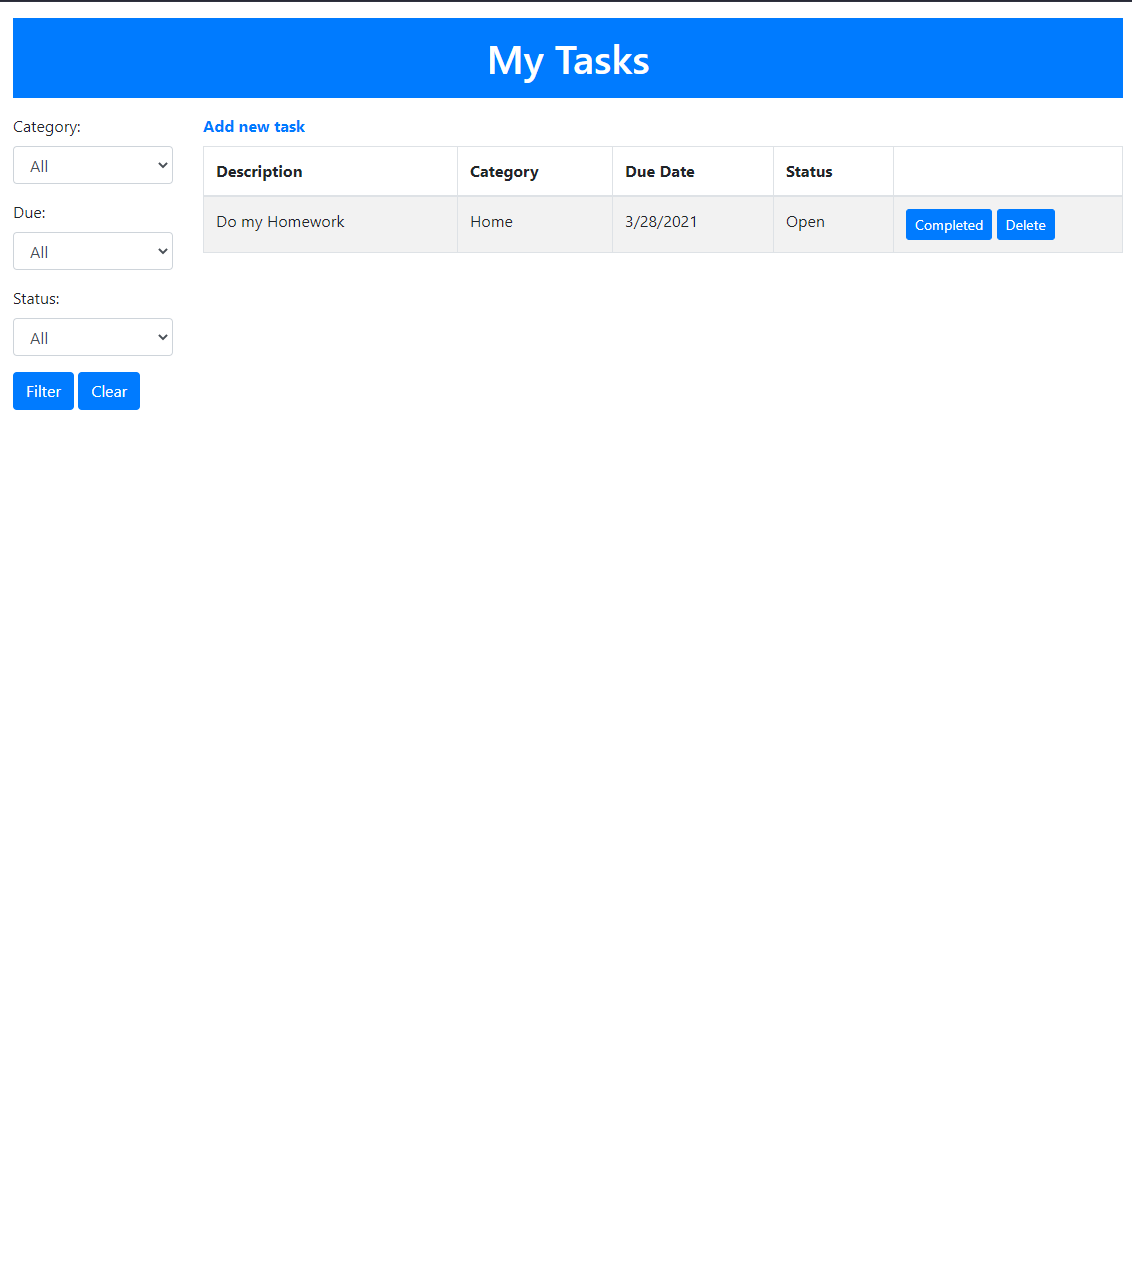 My Tasks
Category:
All
Due:
All
Status:
All
Filter Clear
Add new task
Description Category Due Date Status
Do my Homework Home 3/28/2021 Open Completed Delete